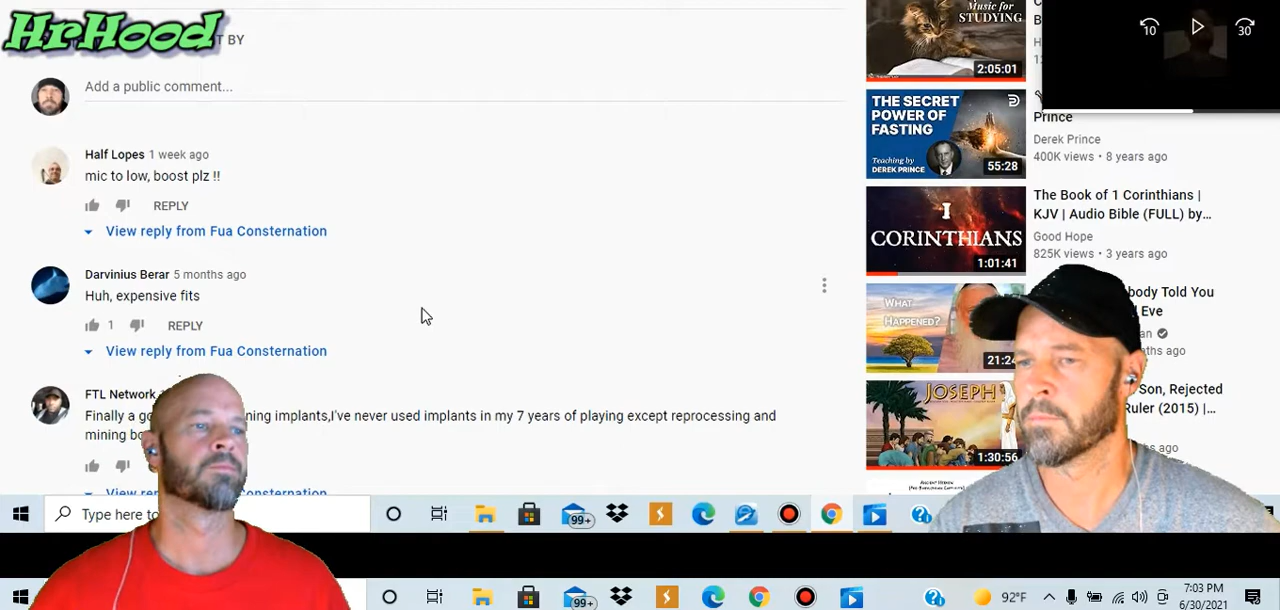 HrHood
BY
Add a public comment...
Half Lopes 1 week ago
mic to low, boost plz !!
REPLY
View reply from Fua Consternation
Darvinius Berar 5 months ago
Huh, expensive fits
1 REPLY
View reply from Fua Consternation
FTL Network
Finally a ning implants,I've never used implants in my 7 years of playing except reprocessing and
mining
Music for
STUDYING
2:05:01
THE SECRET
POWER OF
FASTING
Teaching by
DEREK PRINCE
55:28
Prince
Derek Prince
400K views • 8 years ago
I
CORINTHIANS
1:01:41
The Book of 1 Corinthians |
KJV | Audio Bible (FULL) by...
Good Hope
825K views • 3 years ago
WHAT
HAPPENED?
21:24
body Told You
Eve
ago
JOSEPH
1:30:56
Son, Rejected
Ruler (2015) |...
ago
10
30
Type here to
99+
99+
92°F
7:03 PM
6/30/2021